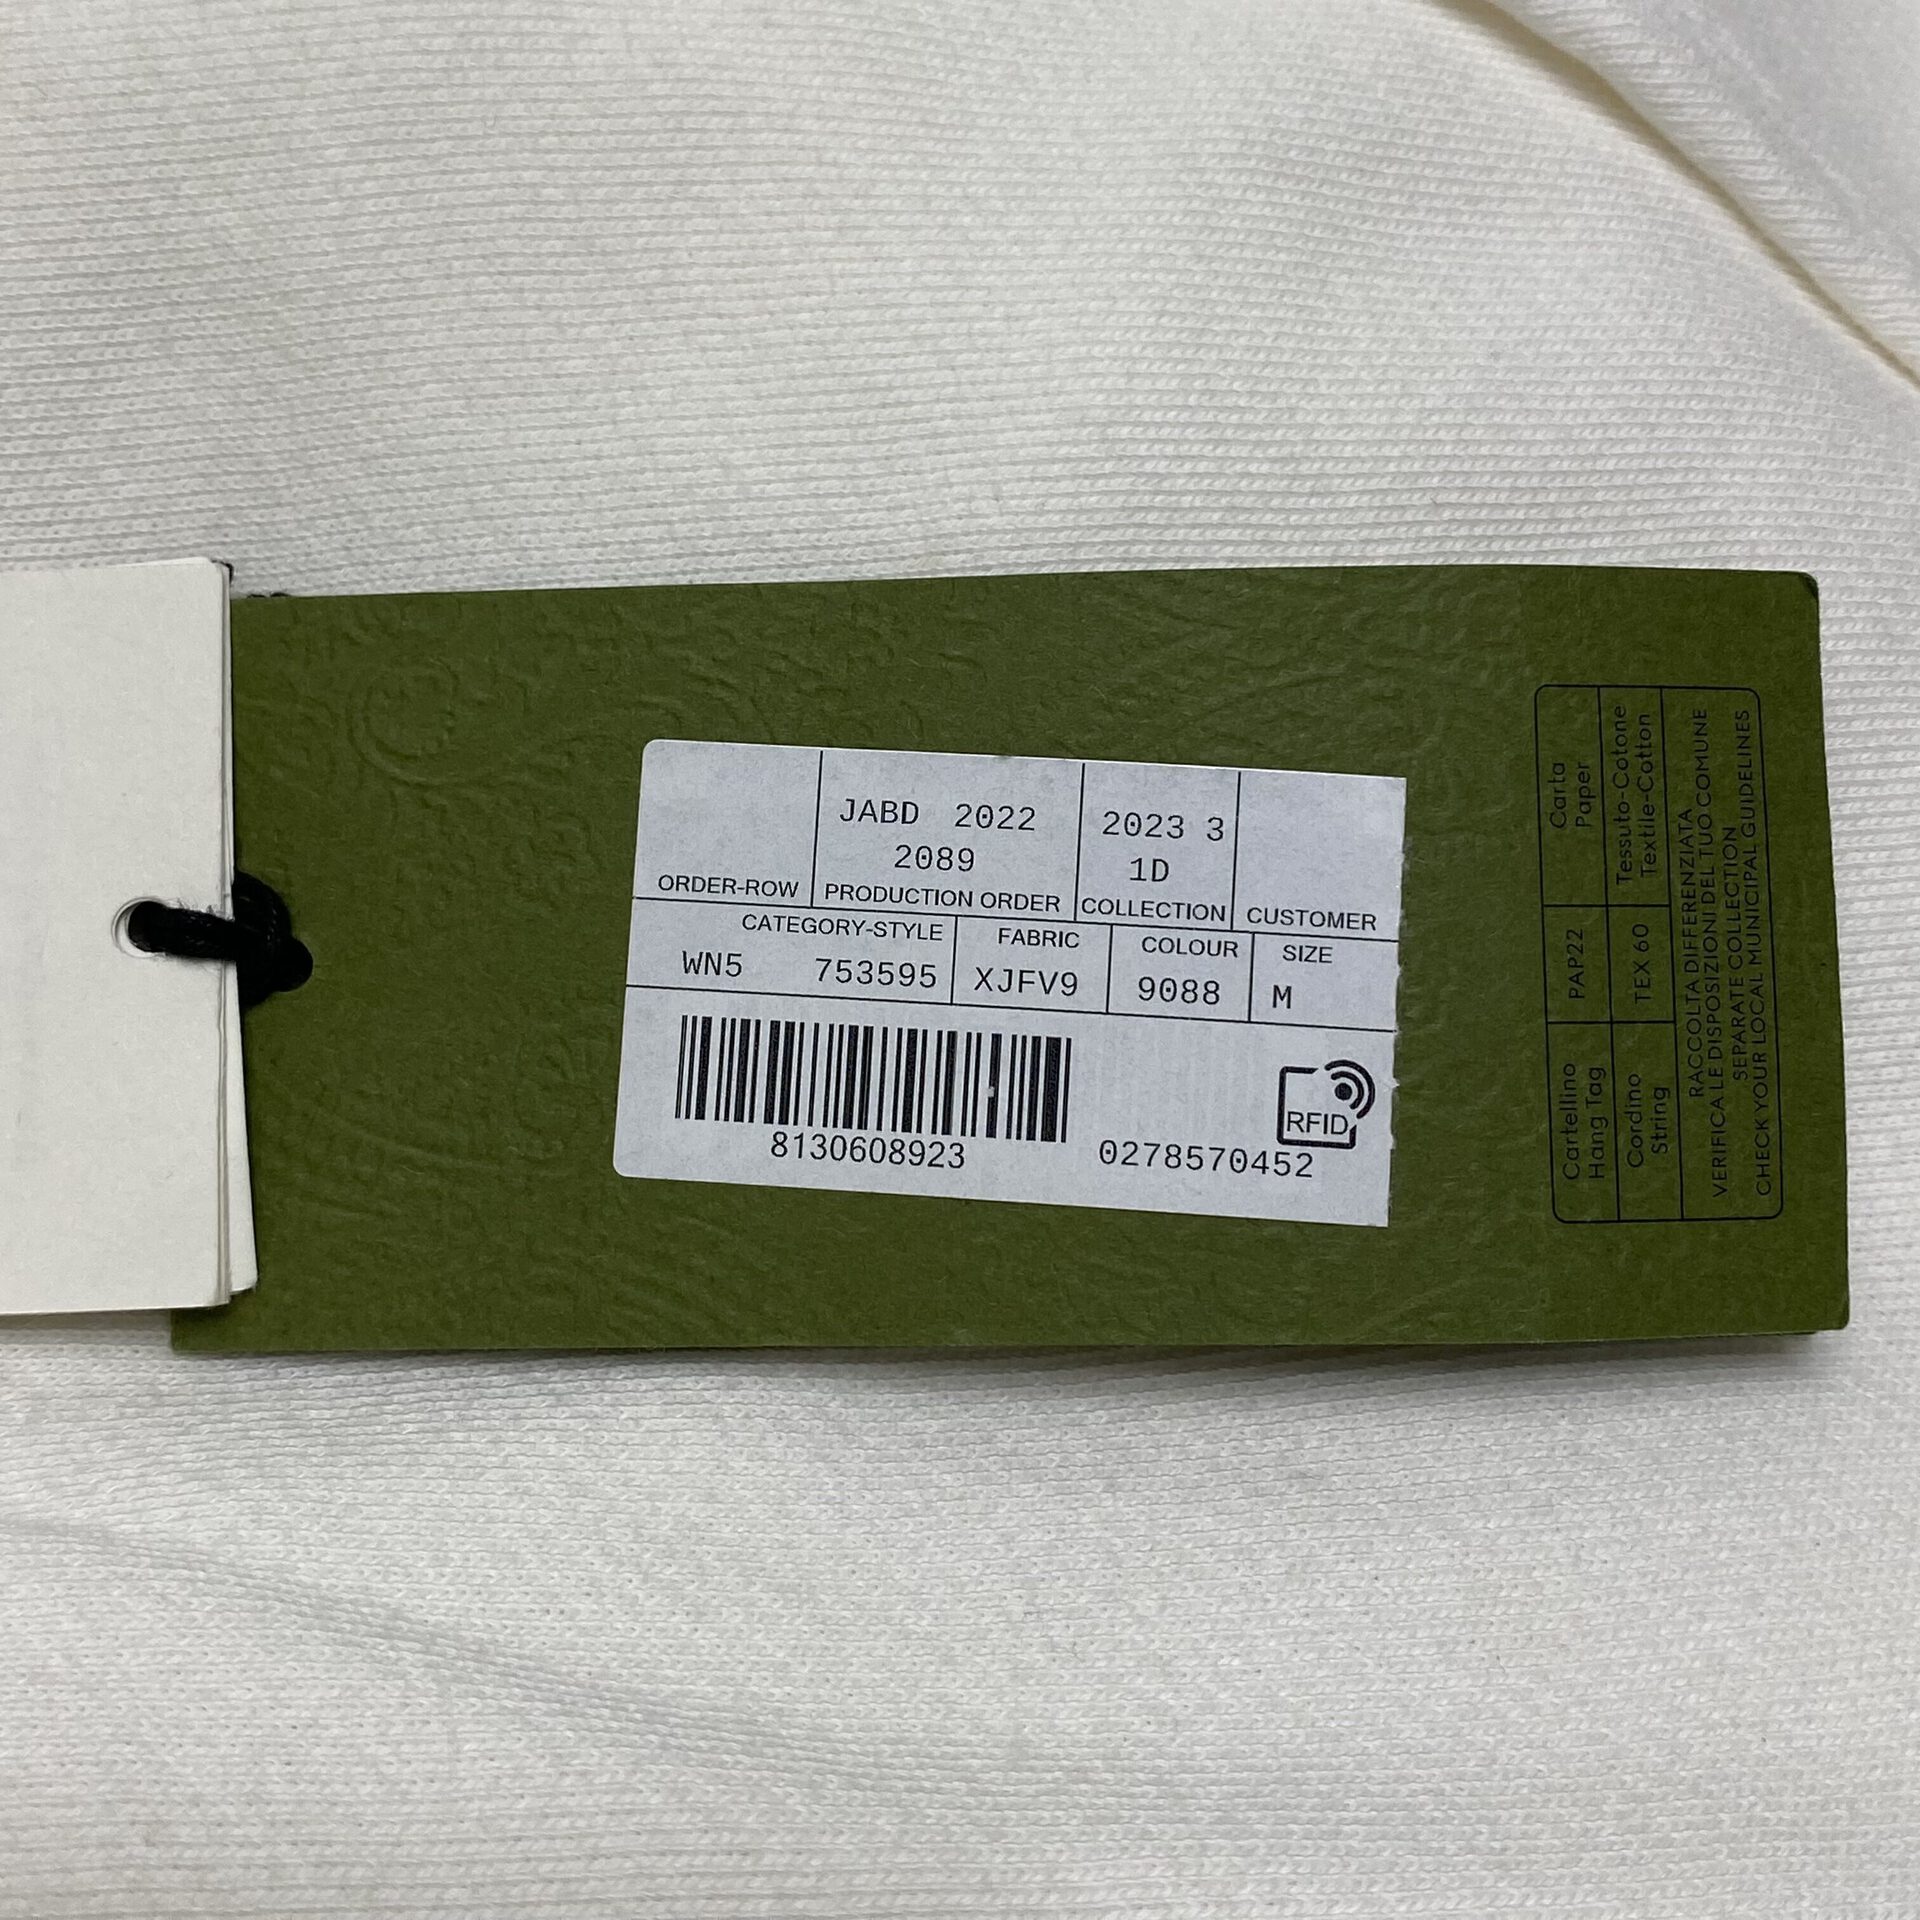 JABD 2022
2089
2023 3
1D
ORDER-ROW
PRODUCTION ORDER
COLLECTION
CUSTOMER
CATEGORY-STYLE
FABRIC
COLOUR
SIZE
WN5 753595
XJFV9
9088
M
8130608923
RFID
0278570452
Cartellino
Hang Tag
PAP22
Carta
Paper
Cordino
String
TEX 60
Tessuto-Cotone
Textile-Cotton
RACCOLTA DIFFERENZIATA
VERIFICA LE DISPOSIZIONI DEL TUO COMUNE
SEPARATE COLLECTION
CHECK YOUR LOCAL MUNICIPAL GUIDELINES